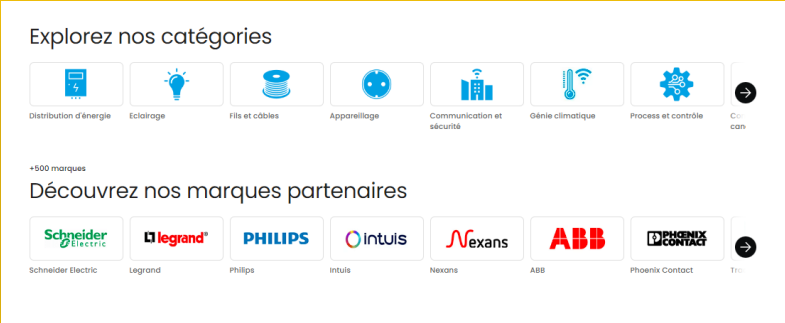 Explorez nos catégories
Distribution d'énergie
Eclairage
Fils et câbles
Appareillage
Communication et
sécurité
Génie climatique
Process et contrôle
+500 marques
Découvrez nos marques partenaires
Schneider
Electric
legrand®
PHILIPS
intuis
Nexans
ABB
PHŒNIX
CONTACT
Schneider Electric
Legrand
Philips
Intuis
Nexans
ABB
Phoenix Contact